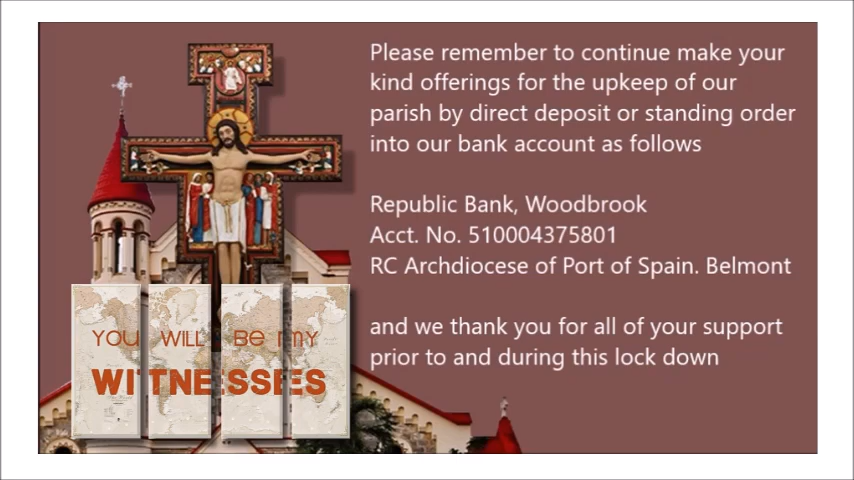 Please remember to continue make your
kind offerings for the upkeep of our
parish by direct deposit or standing order
into our bank account as follows
Republic Bank, Woodbrook
Acct. No. 510004375801
RC Archdiocese of Port of Spain. Belmont
and we thank you for all of your support
prior to and during this lock down
YOU WILL BE MY
WITNESSES